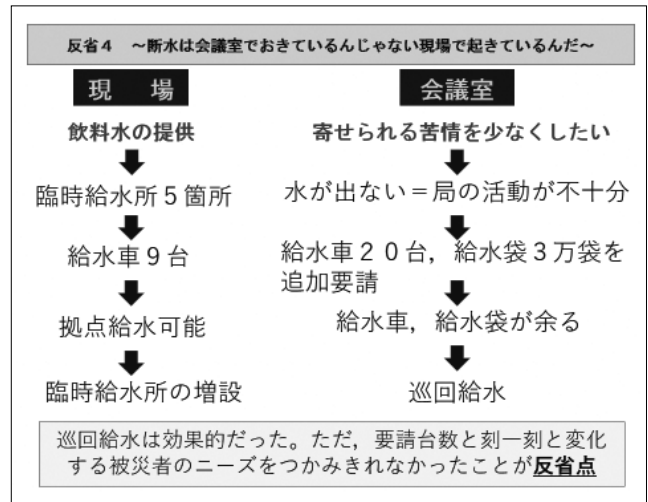 反省4 ～断水は会議室でおきているんじゃない現場で起きているんだ～
現 場
飲料水の提供
臨時給水所5箇所
給水車9台
拠点給水可能
臨時給水所の増設
会議室
寄せられる苦情を少なくしたい
水が出ない＝局の活動が不十分
給水車20台，給水袋3万袋を
追加要請
給水車，給水袋が余る
巡回給水
巡回給水は効果的だった。ただ，要請台数と刻一刻と変化
する被災者のニーズをつかみきれなかったことが反省点